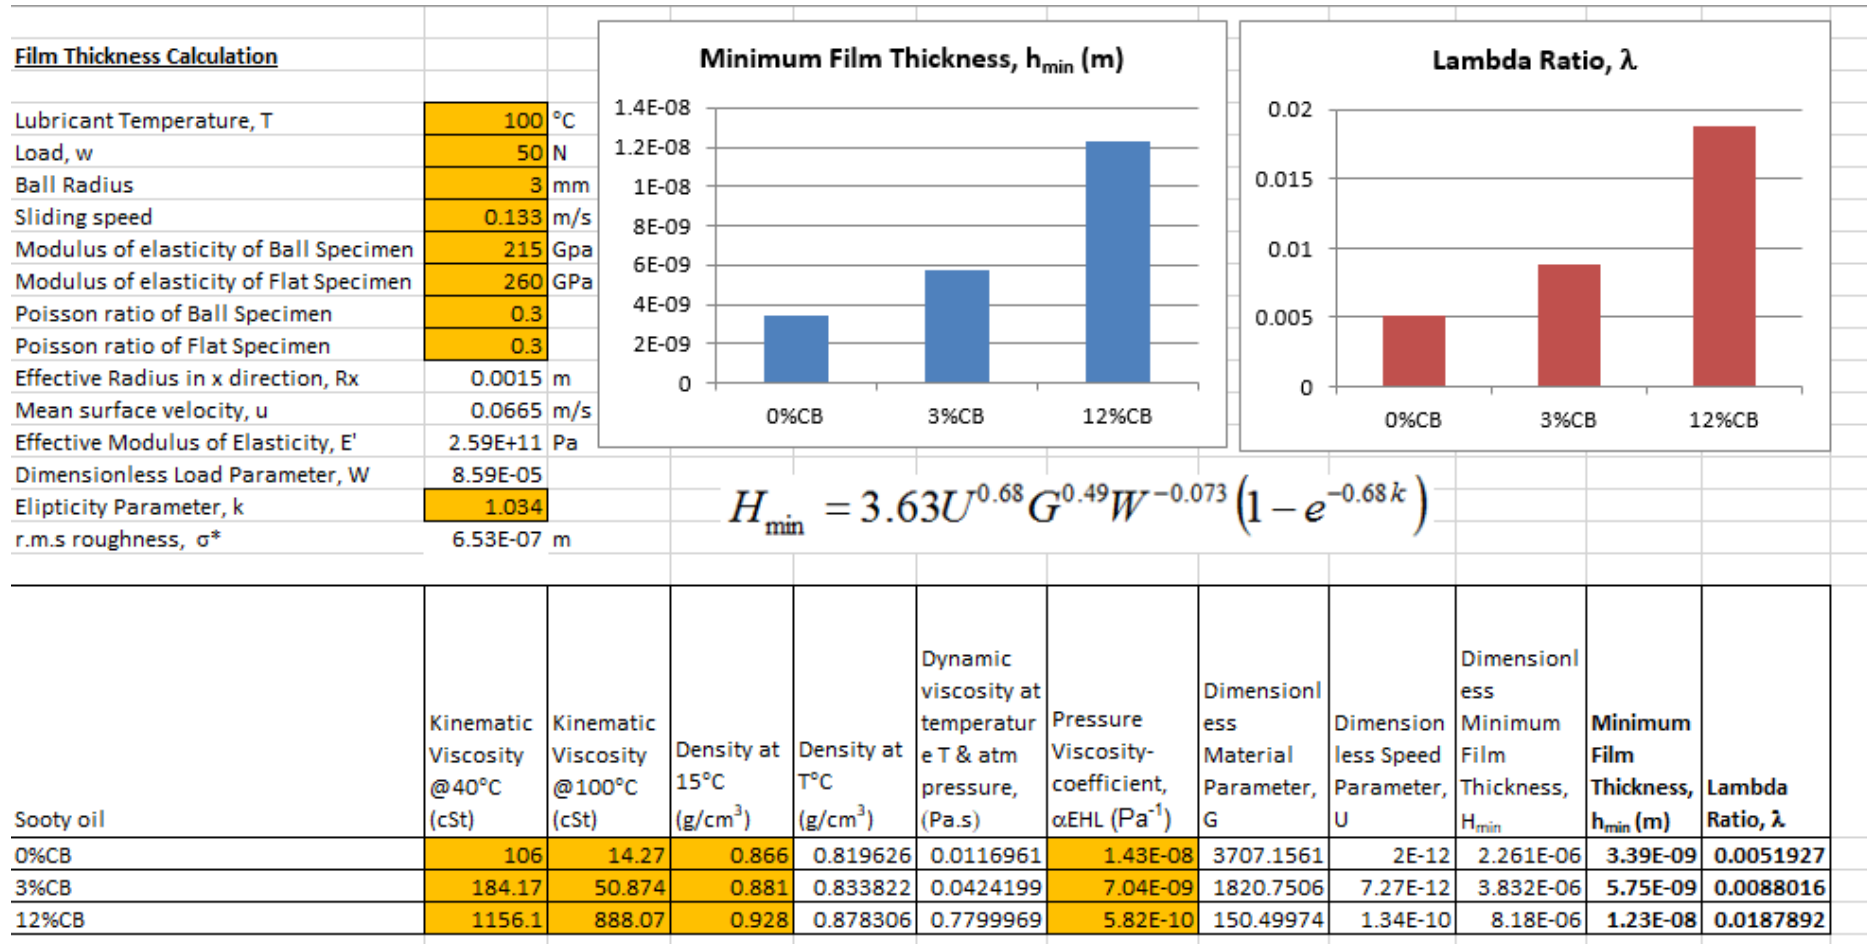 Film Thickness Calculation
Lubricant Temperature, T 100 °C
Load, w 50 N
Ball Radius 3 mm
Sliding speed 0.133 m/s
Modulus of elasticity of Ball Specimen 215 Gpa
Modulus of elasticity of Flat Specimen 260 GPa
Poisson ratio of Ball Specimen 0.3
Poisson ratio of Flat Specimen 0.3
Effective Radius in x direction, Rx 0.0015 m
Mean surface velocity, u 0.0665 m/s
Effective Modulus of Elasticity, E' 2.59E+11 Pa
Dimensionless Load Parameter, W 8.59E-05
Elipticity Parameter, k 1.034
r.m.s roughness, σ* 6.53E-07 m
Minimum Film Thickness, hmin (m)
1.4E-08
1.2E-08
1E-08
8E-09
6E-09
4E-09
2E-09
0
0%CB 3%CB 12%CB
Lambda Ratio, λ
0.02
0.015
0.01
0.005
0
0%CB 3%CB 12%CB
Hmin = 3.63U^0.68 G^0.49 W^−0.073 (1 − e^−0.68k)
Sooty oil
Kinematic
Viscosity
@40°C
(cSt)
Kinematic
Viscosity
@100°C
(cSt)
Density at
15°C
(g/cm³)
Density at
T°C
(g/cm³)
Dynamic
viscosity at
temperatur
e T & atm
pressure,
(Pa.s)
Pressure
Viscosity-
coefficient,
αEHL (Pa⁻¹)
Dimensionl
ess
Material
Parameter,
G
Dimension
less Speed
Parameter,
U
Dimensionl
ess
Minimum
Film
Thickness,
Hmin
Minimum
Film
Thickness,
hmin (m)
Lambda
Ratio, λ
0%CB 106 14.27 0.866 0.819626 0.0116961 1.43E-08 3707.1561 2E-12 2.261E-06 3.39E-09 0.0051927
3%CB 184.17 50.874 0.881 0.833822 0.0424199 7.04E-09 1820.7506 7.27E-12 3.832E-06 5.75E-09 0.0088016
12%CB 1156.1 888.07 0.928 0.878306 0.7799969 5.82E-10 150.49974 1.34E-10 8.18E-06 1.23E-08 0.0187892